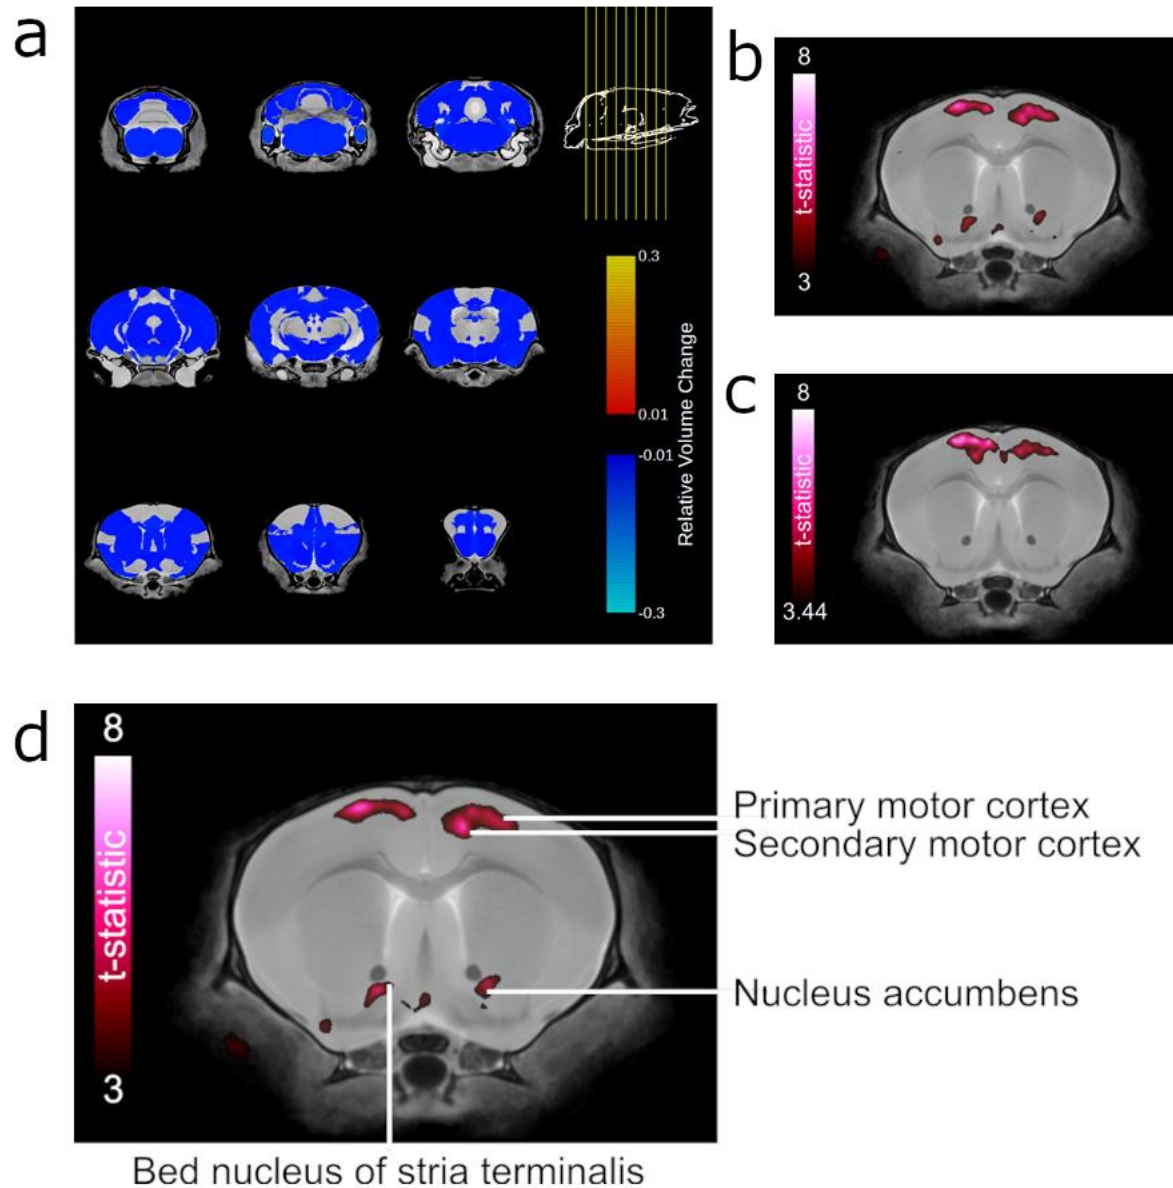 a
0.3
0.01
-0.01
-0.3
Relative Volume Change
b
8
t-statistic
3
c
8
t-statistic
3.44
d
8
t-statistic
3
Primary motor cortex
Secondary motor cortex
Nucleus accumbens
Bed nucleus of stria terminalis